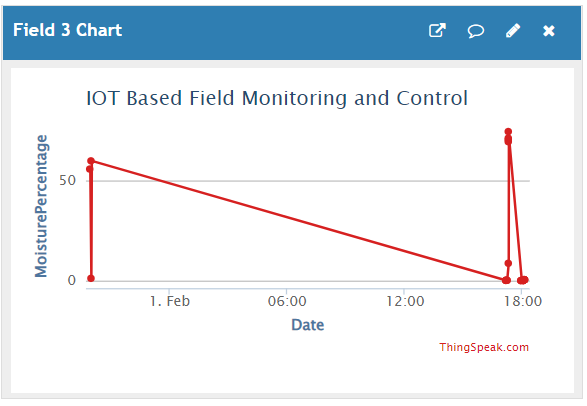 Field 3 Chart
IOT Based Field Monitoring and Control
MoisturePercentage
50
0
1. Feb
06:00
12:00
18:00
Date
ThingSpeak.com